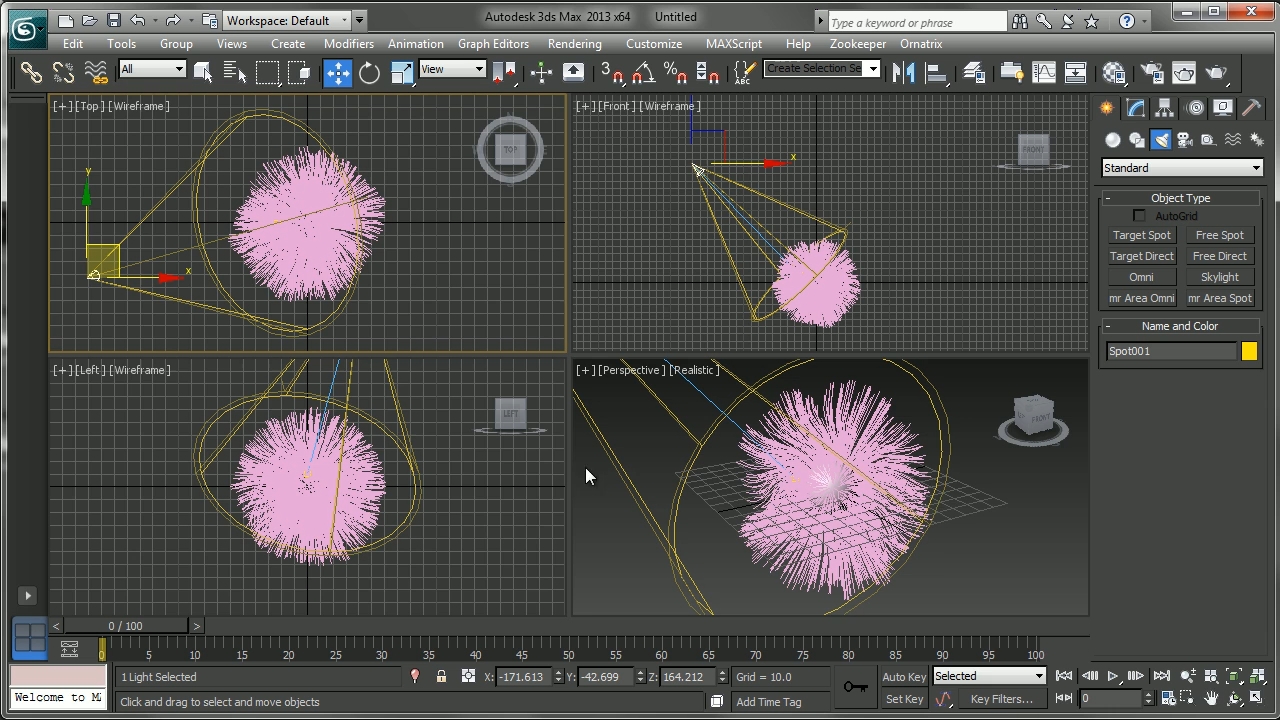 Workspace: Default
Autodesk 3ds Max 2013 x64 Untitled
Type a keyword or phrase
Edit Tools Group Views Create Modifiers Animation Graph Editors Rendering Customize MAXScript Help Zookeeper Ornatrix
All
View
3
Create Selection Se
[+] [Top] [Wireframe]
TOP
y
x
[+] [Front] [Wireframe]
FRONT
x
[+] [Left] [Wireframe]
LEFT
[+] [Perspective] [Realistic]
FRONT
Standard
- Object Type
AutoGrid
Target Spot Free Spot
Target Direct Free Direct
Omni Skylight
mr Area Omni mr Area Spot
- Name and Color
Spot001
< 0 / 100 >
0 5 10 15 20 25 30 35 40 45 50 55 60 65 70 75 80 85 90 95 100
1 Light Selected
X: -171.613 Y: -42.699 Z: 164.212
Grid = 10.0
Auto Key Selected
Welcome to M
Click and drag to select and move objects
Add Time Tag
Set Key Key Filters...
0